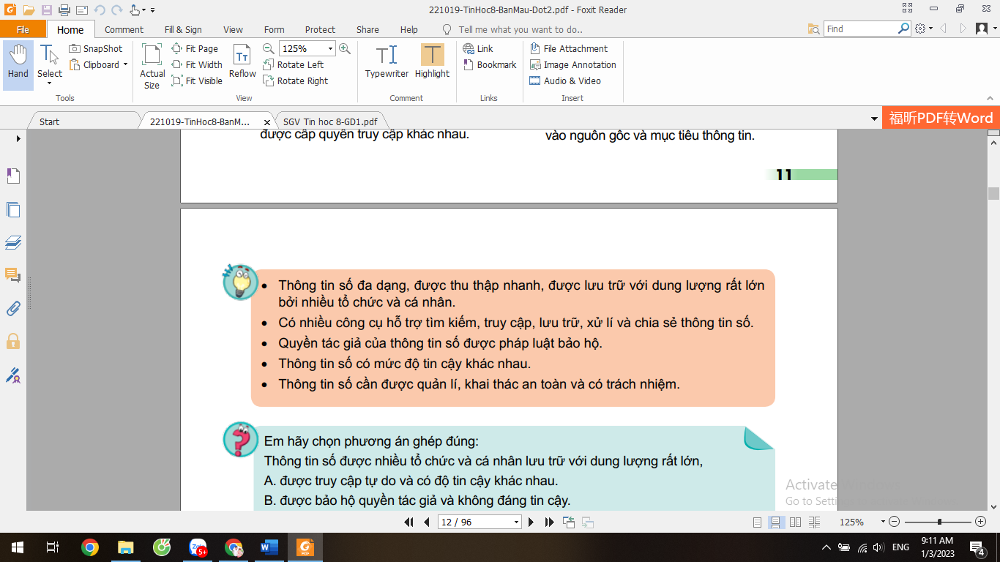 221019-TinHoc8-BanMau-Dot2.pdf - Foxit Reader
File Home Comment Fill & Sign View Form Protect Share Help Tell me what you want to do.. Find
Hand
Select
SnapShot
Clipboard
Tools
Actual Size
Fit Page
Fit Width
Fit Visible
Reflow
125%
Rotate Left
Rotate Right
View
Typewriter
Highlight
Comment
Link
Bookmark
Links
File Attachment
Image Annotation
Audio & Video
Insert
Start 221019-TinHoc8-BanM... SGV Tin hoc 8-GD1.pdf 福昕PDF转Word
được cấp quyền truy cập khác nhau.
vào nguồn gốc và mục tiêu thông tin.
11
• Thông tin số đa dạng, được thu thập nhanh, được lưu trữ với dung lượng rất lớn
bởi nhiều tổ chức và cá nhân.
• Có nhiều công cụ hỗ trợ tìm kiếm, truy cập, lưu trữ, xử lí và chia sẻ thông tin số.
• Quyền tác giả của thông tin số được pháp luật bảo hộ.
• Thông tin số có mức độ tin cậy khác nhau.
• Thông tin số cần được quản lí, khai thác an toàn và có trách nhiệm.
Em hãy chọn phương án ghép đúng:
Thông tin số được nhiều tổ chức và cá nhân lưu trữ với dung lượng rất lớn,
A. được truy cập tự do và có độ tin cậy khác nhau.
B. được bảo hộ quyền tác giả và không đáng tin cậy.
Activate Windows
Go to
12 / 96
125%
5+
ENG
9:11 AM
1/3/2023
4